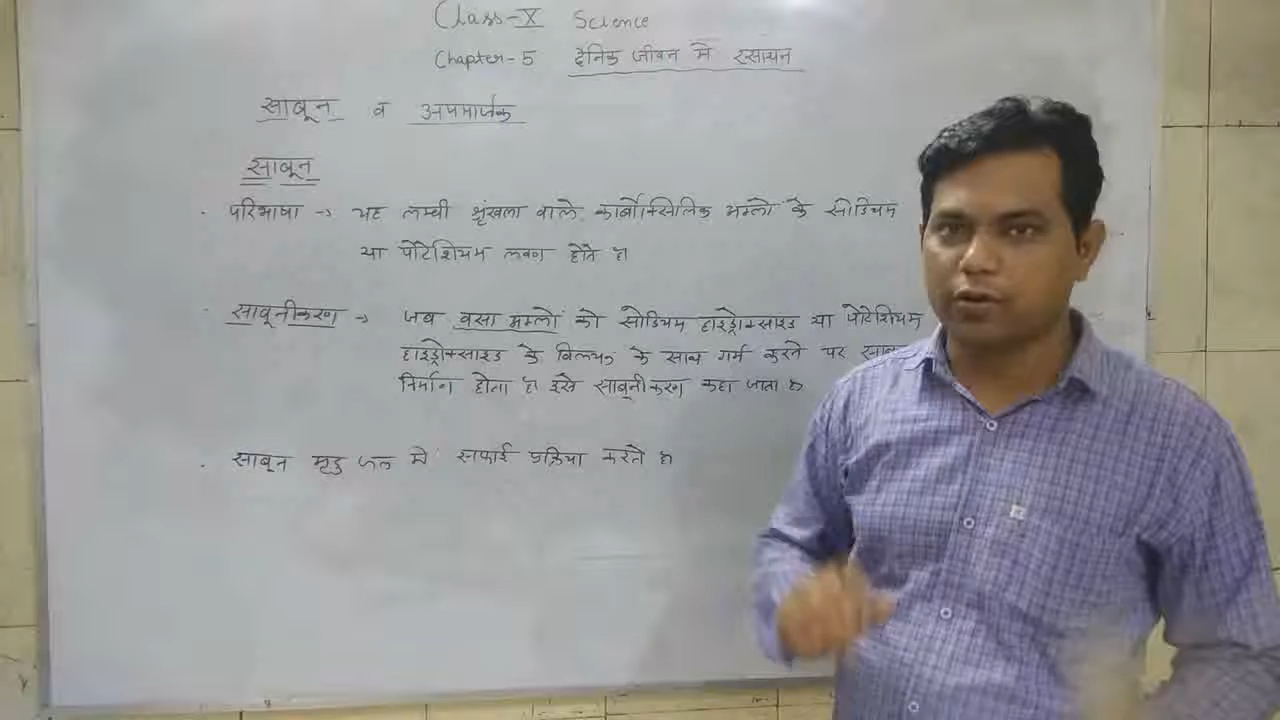 Class-X Science
Chapter-5 दैनिक जीवन मे रसायन
साबून व अपमार्जक
साबून
. परिभाषा → यह लम्बी शृंखला वाले कार्बोक्सिलिक अम्लो के सोडियम
या पोटेशियम लवण होते है
. साबूनीकरण → जब वसा अम्लो को सोडियम हाइड्रोक्साइड या पोटेशियम
हाइड्रोक्साइड के विलयन के साथ गर्म करने पर
निर्माण होता है इसे साबूनीकरण कहा जाता है
. साबून मृदु जल मे सफाई प्रक्रिया करते है